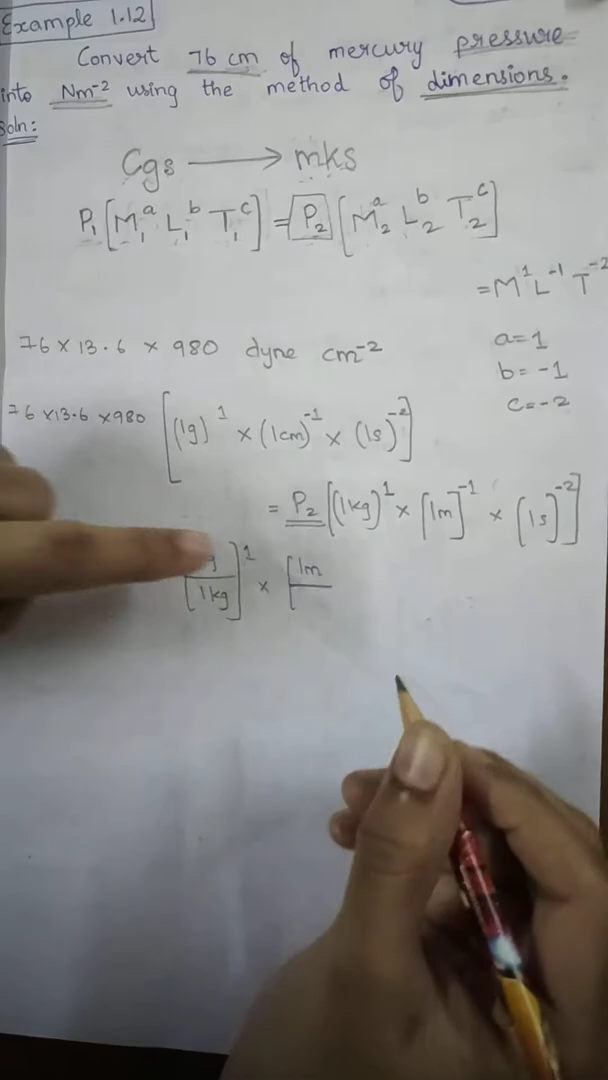 Example 1.12
Convert 76 cm of mercury pressure
into Nm⁻² using the method of dimensions.
Soln:
Cgs → mks
P₁[M₁ᵃ L₁ᵇ T₁ᶜ] = P₂ [M₂ᵃ L₂ᵇ T₂ᶜ]
= M¹ L⁻¹ T⁻²
76 × 13.6 × 980 dyne cm⁻²
a = 1
b = -1
c = -2
76 × 13.6 × 980 [(1g)¹ × (1cm)⁻¹ × (1s)⁻²]
= P₂ [(1kg)¹ × [1m]⁻¹ × (1s)⁻²]
g
[1kg]¹ × [1m